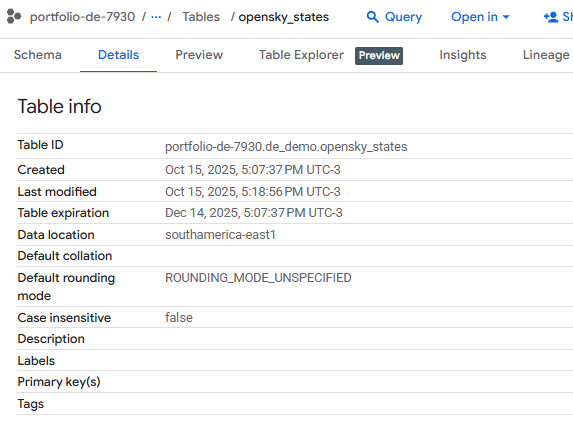 portfolio-de-7930 / ... / Tables / opensky_states Query Open in
Schema Details Preview Table Explorer Preview Insights Lineage
Table info
Table ID portfolio-de-7930.de_demo.opensky_states
Created Oct 15, 2025, 5:07:37 PM UTC-3
Last modified Oct 15, 2025, 5:18:56 PM UTC-3
Table expiration Dec 14, 2025, 5:07:37 PM UTC-3
Data location southamerica-east1
Default collation
Default rounding ROUNDING_MODE_UNSPECIFIED
mode
Case insensitive false
Description
Labels
Primary key(s)
Tags